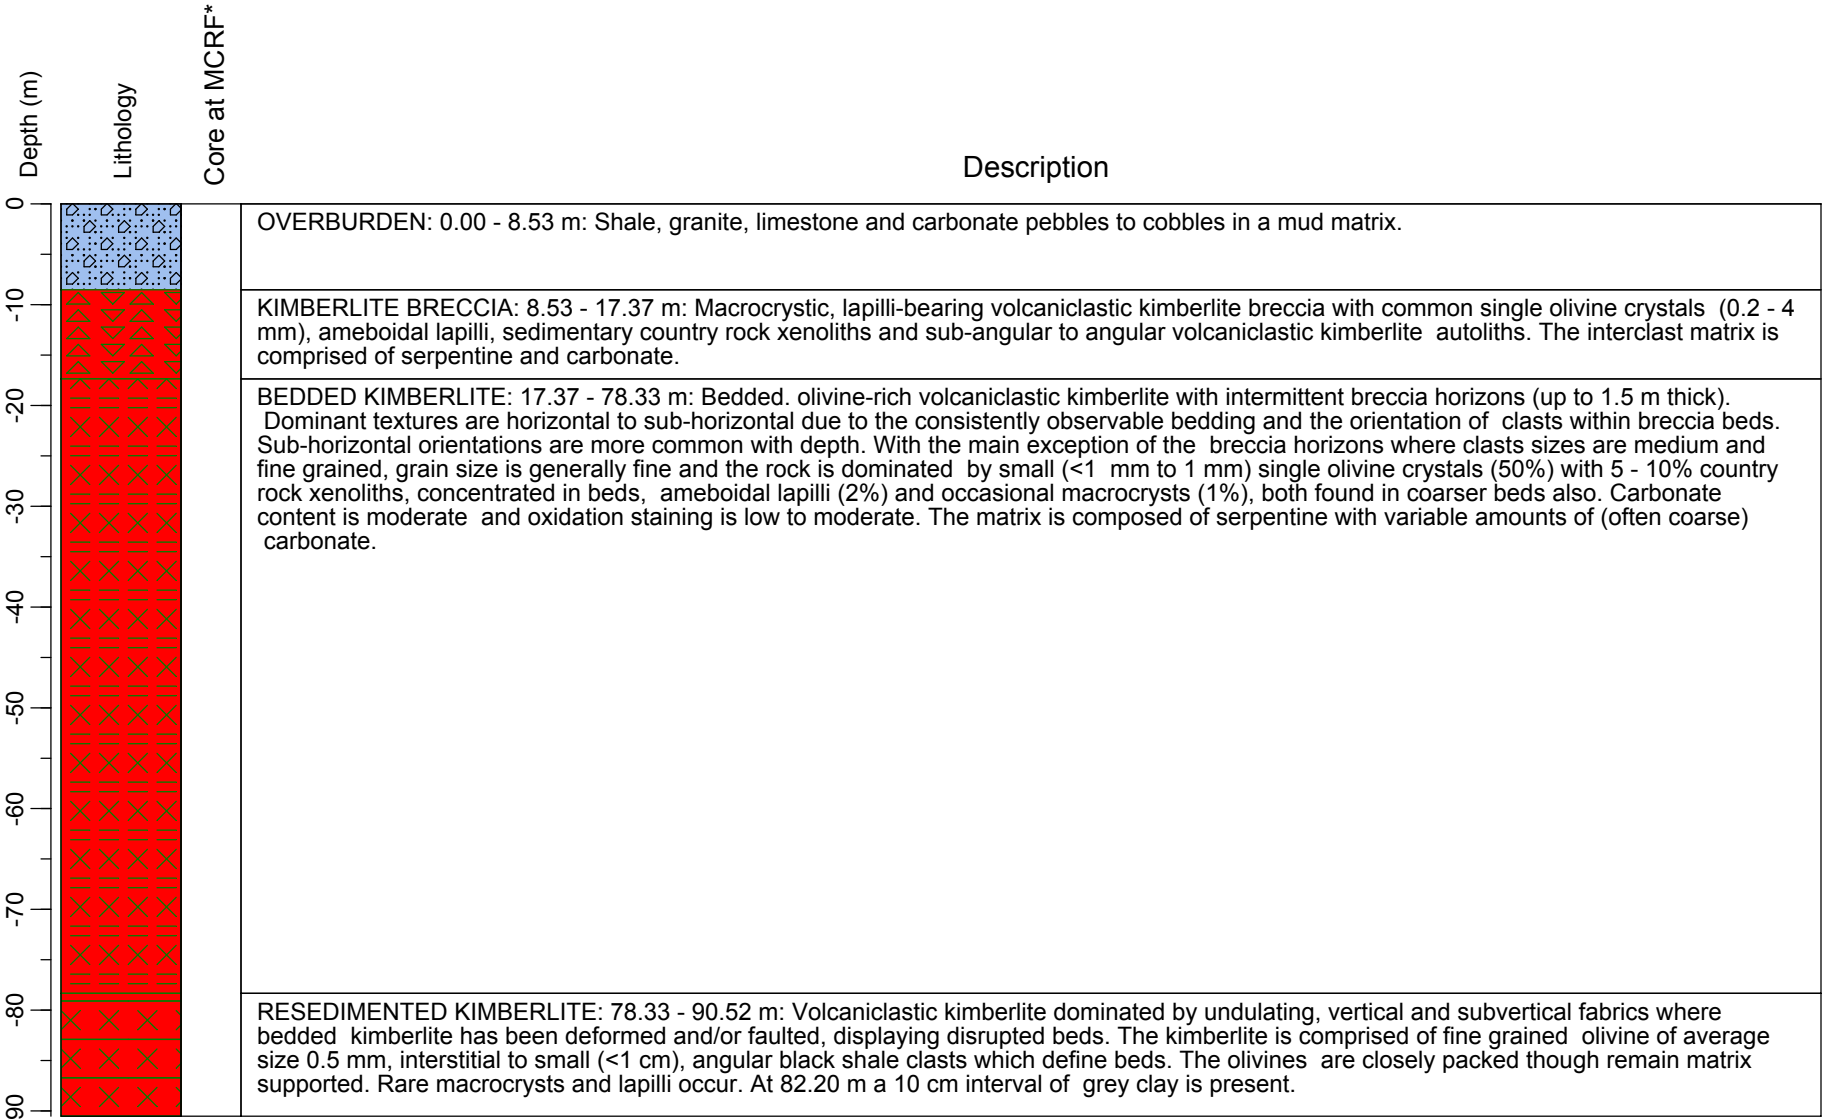 Depth (m)
Lithology
Core at MCRF*
Description
0
-10
-20
-30
-40
-50
-60
-70
-80
90
OVERBURDEN: 0.00 - 8.53 m: Shale, granite, limestone and carbonate pebbles to cobbles in a mud matrix.
KIMBERLITE BRECCIA: 8.53 - 17.37 m: Macrocrystic, lapilli-bearing volcaniclastic kimberlite breccia with common single olivine crystals (0.2 - 4
mm), ameboidal lapilli, sedimentary country rock xenoliths and sub-angular to angular volcaniclastic kimberlite autoliths. The interclast matrix is
comprised of serpentine and carbonate.
BEDDED KIMBERLITE: 17.37 - 78.33 m: Bedded. olivine-rich volcaniclastic kimberlite with intermittent breccia horizons (up to 1.5 m thick).
Dominant textures are horizontal to sub-horizontal due to the consistently observable bedding and the orientation of clasts within breccia beds.
Sub-horizontal orientations are more common with depth. With the main exception of the breccia horizons where clasts sizes are medium and
fine grained, grain size is generally fine and the rock is dominated by small (<1 mm to 1 mm) single olivine crystals (50%) with 5 - 10% country
rock xenoliths, concentrated in beds, ameboidal lapilli (2%) and occasional macrocrysts (1%), both found in coarser beds also. Carbonate
content is moderate and oxidation staining is low to moderate. The matrix is composed of serpentine with variable amounts of (often coarse)
carbonate.
RESEDIMENTED KIMBERLITE: 78.33 - 90.52 m: Volcaniclastic kimberlite dominated by undulating, vertical and subvertical fabrics where
bedded kimberlite has been deformed and/or faulted, displaying disrupted beds. The kimberlite is comprised of fine grained olivine of average
size 0.5 mm, interstitial to small (<1 cm), angular black shale clasts which define beds. The olivines are closely packed though remain matrix
supported. Rare macrocrysts and lapilli occur. At 82.20 m a 10 cm interval of grey clay is present.